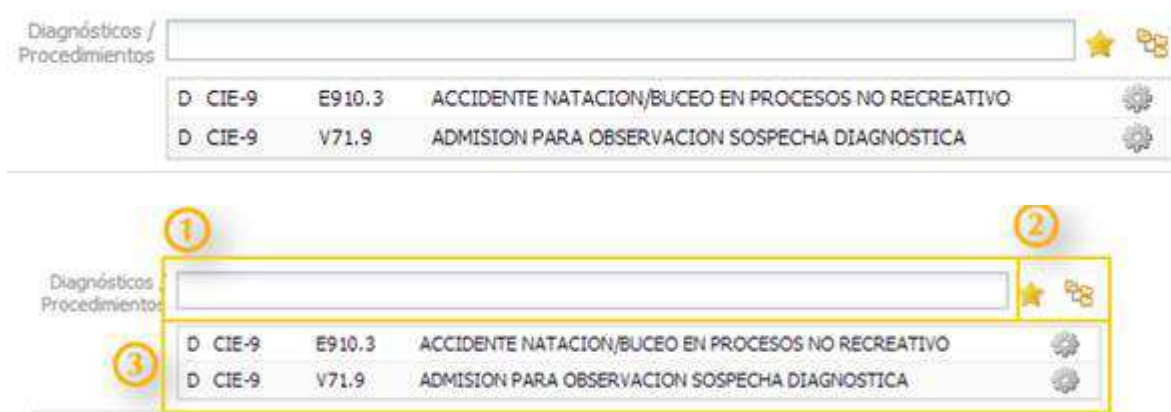 Diagnósticos /
Procedimientos
D CIE-9 E910.3 ACCIDENTE NATACION/BUCEO EN PROCESOS NO RECREATIVO
D CIE-9 V71.9 ADMISION PARA OBSERVACION SOSPECHA DIAGNOSTICA
1 2
Diagnósticos /
Procedimientos
3
D CIE-9 E910.3 ACCIDENTE NATACION/BUCEO EN PROCESOS NO RECREATIVO
D CIE-9 V71.9 ADMISION PARA OBSERVACION SOSPECHA DIAGNOSTICA